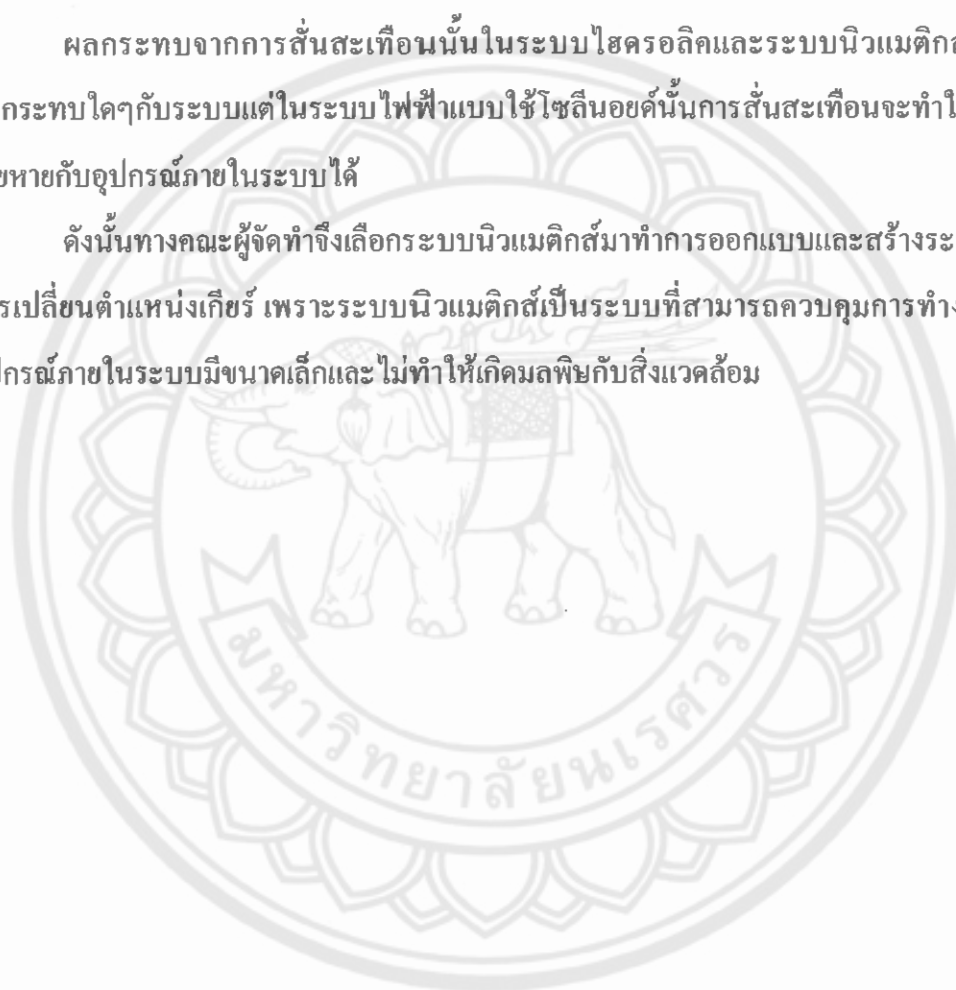 ผลกระทบจากการสั่นสะเทือนนั้นในระบบไฮดรอลิคและระบบนิวแมติกส
กระทบใดๆกับระบบแต่ในระบบไฟฟ้าแบบใช้โซลีนอยด์นั้นการสั่นสะเทือนจะทำใ
ยหายกับอุปกรณ์ภายในระบบได้
ดังนั้นทางคณะผู้จัดทำจึงเลือกระบบนิวแมติกส์มาทำการออกแบบและสร้างระ
รเปลี่ยนตำแหน่งเกียร์ เพราะระบบนิวแมติกส์เป็นระบบที่สามารถควบคุมการทำง
ปกรณ์ภายในระบบมีขนาดเล็กและไม่ทำให้เกิดมลพิษกับสิ่งแวดล้อม
มหาวิทยาลัยนเรศวร